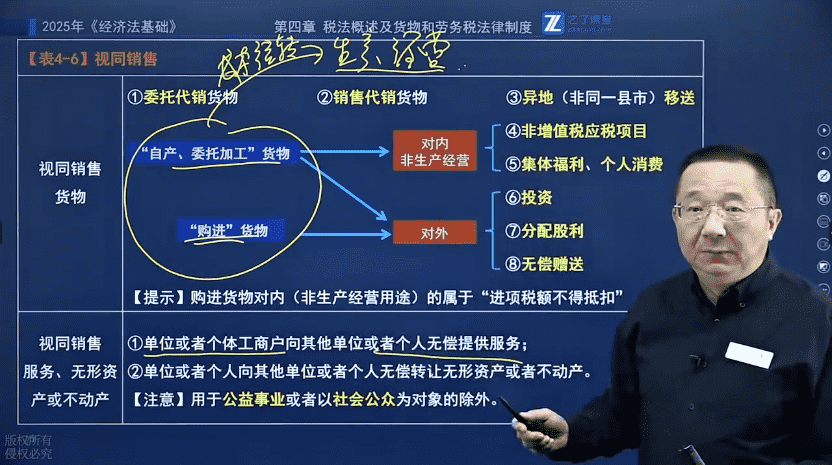 2025年《经济法基础》
第四章 税法概述及货物和劳务税法律制度
之了课堂
【表4-6】视同销售
成本结转→生产、经营
①委托代销货物
②销售代销货物
③异地（非同一县市）移送
视同销售
货物
“自产、委托加工”货物
“购进”货物
对内
非生产经营
对外
④非增值税应税项目
⑤集体福利、个人消费
⑥投资
⑦分配股利
⑧无偿赠送
【提示】购进货物对内（非生产经营用途）的属于“进项税额不得抵扣”
视同销售
服务、无形资
产或不动产
①单位或者个体工商户向其他单位或者个人无偿提供服务；
②单位或者个人向其他单位或者个人无偿转让无形资产或者不动产。
【注意】用于公益事业或者以社会公众为对象的除外。
版权所有
侵权必究